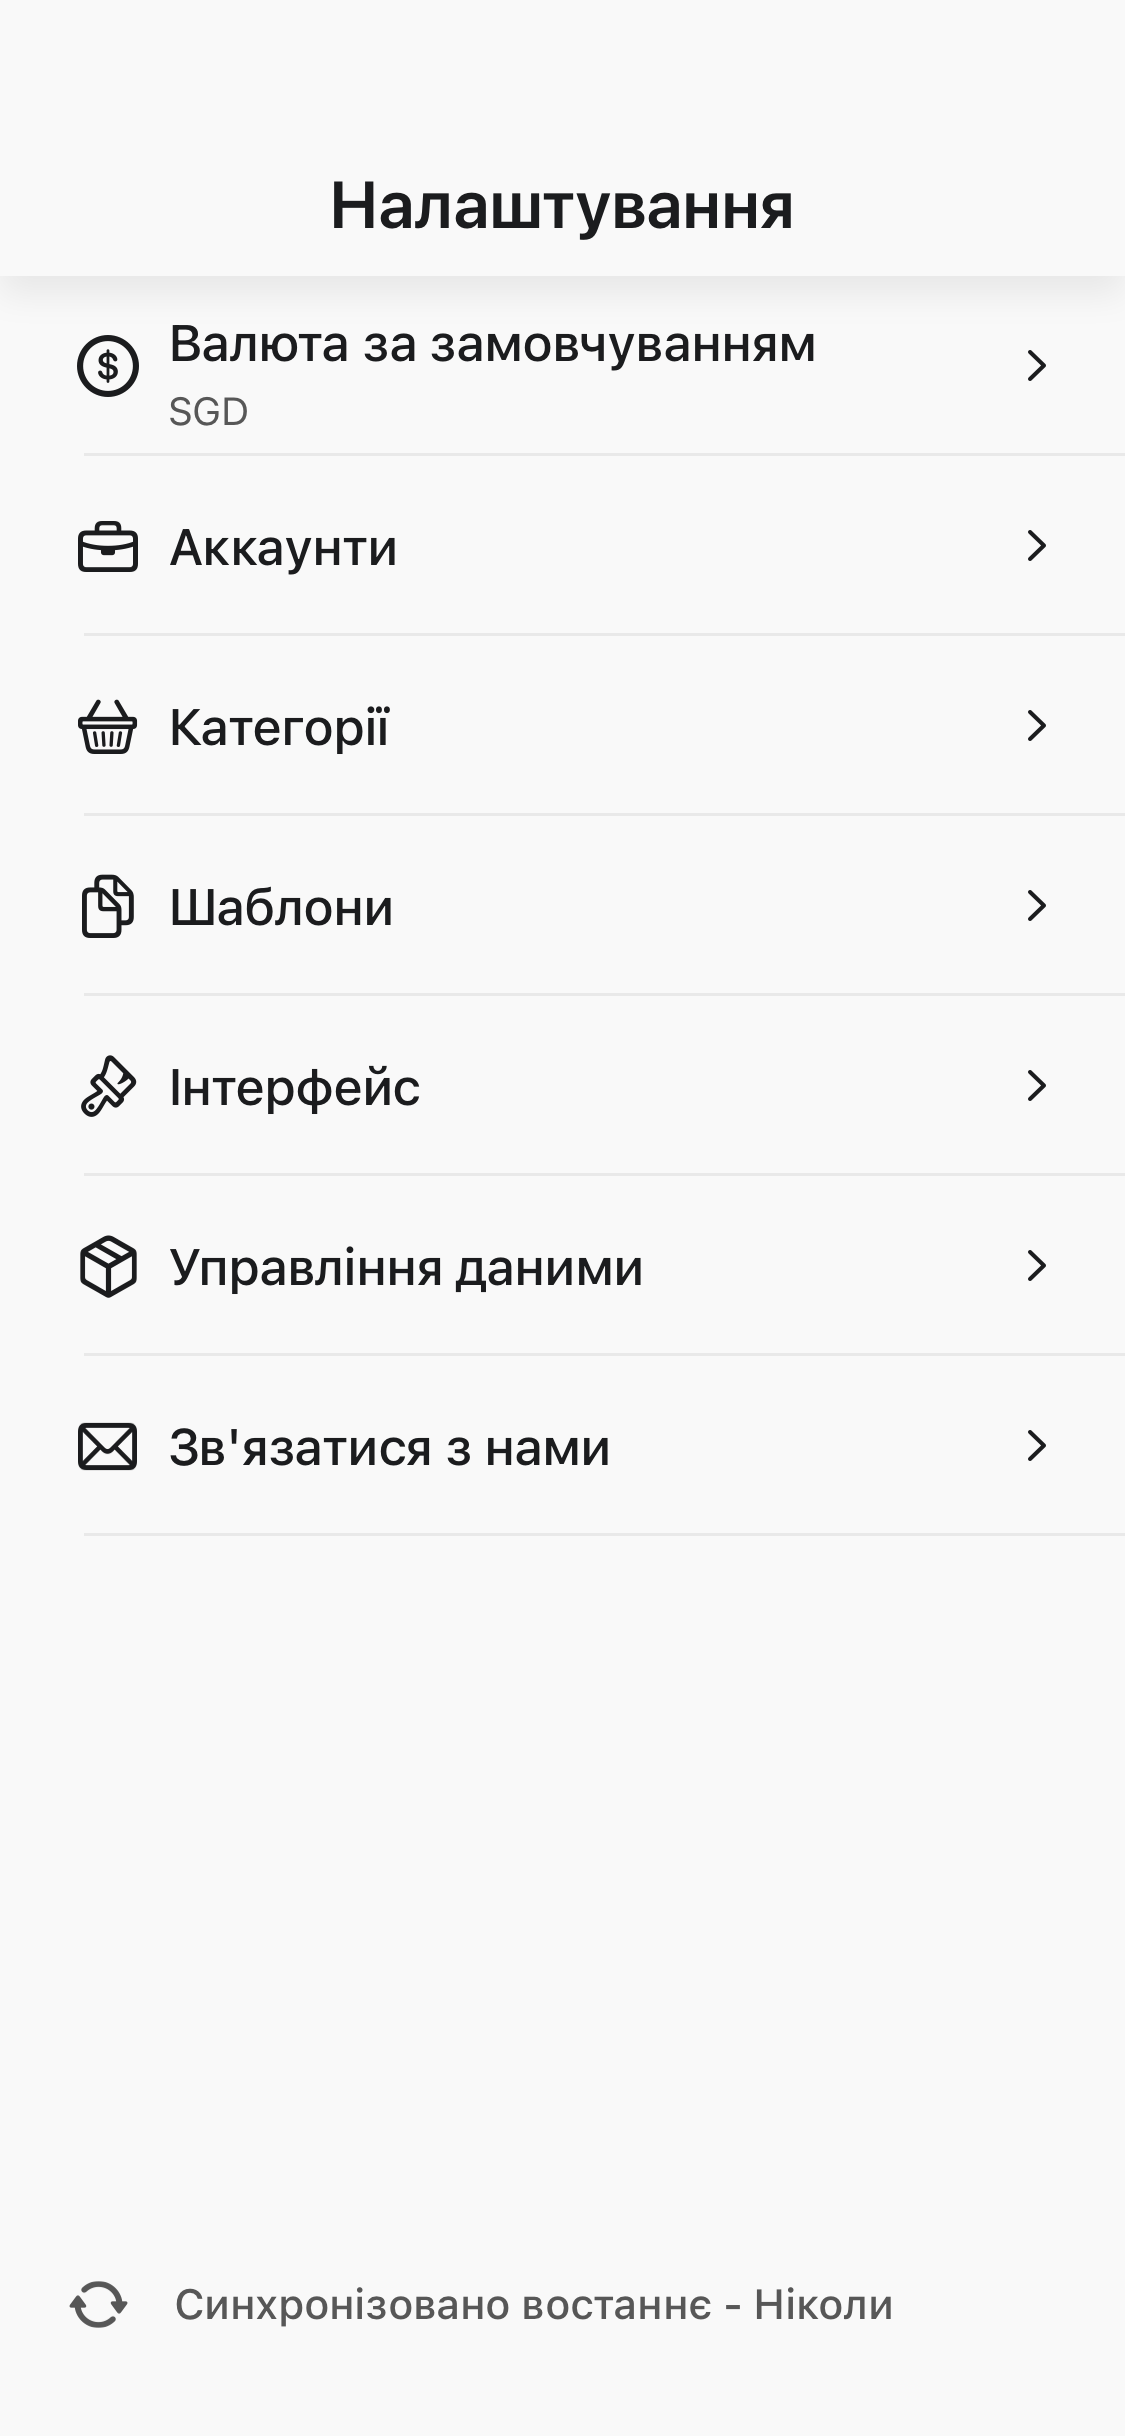 Налаштування
Валюта за замовчуванням
SGD
Аккаунти
Категорії
Шаблони
Інтерфейс
Управління даними
Зв'язатися з нами
Синхронізовано востаннє - Ніколи